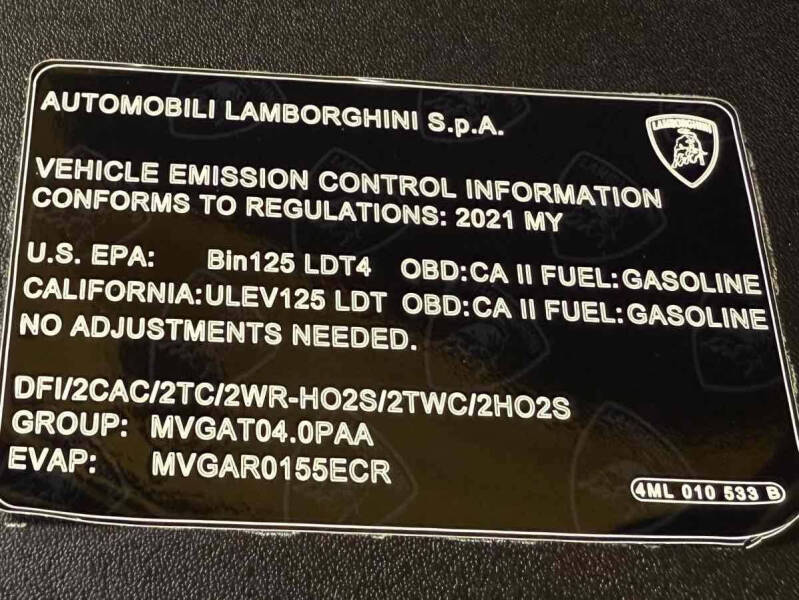 AUTOMOBILI LAMBORGHINI S.p.A.
LAMBORGHINI
VEHICLE EMISSION CONTROL INFORMATION
CONFORMS TO REGULATIONS: 2021 MY
U.S. EPA: Bin125 LDT4 OBD:CA II FUEL:GASOLINE
CALIFORNIA:ULEV125 LDT OBD:CA II FUEL:GASOLINE
NO ADJUSTMENTS NEEDED.
DFI/2CAC/2TC/2WR-HO2S/2TWC/2HO2S
GROUP: MVGAT04.0PAA
EVAP: MVGAR0155ECR
4ML 010 533 B